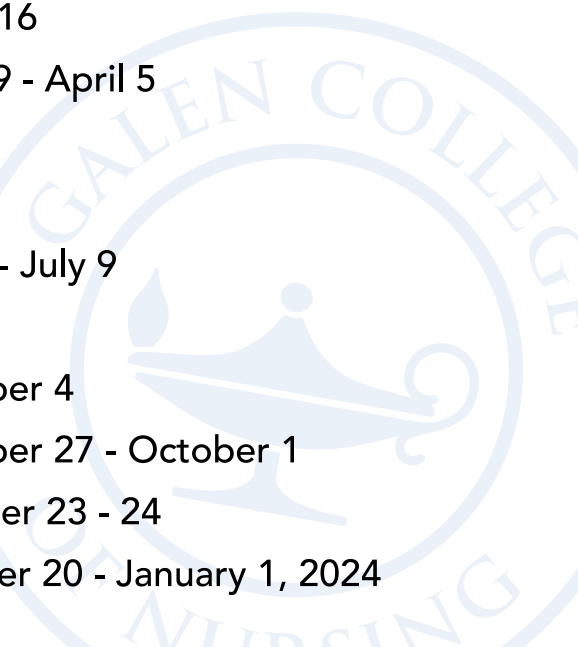 16
9 - April 5
- July 9
ber 4
ber 27 - October 1
er 23 - 24
er 20 - January 1, 2024
GALEN COLLEGE
OF NURSING